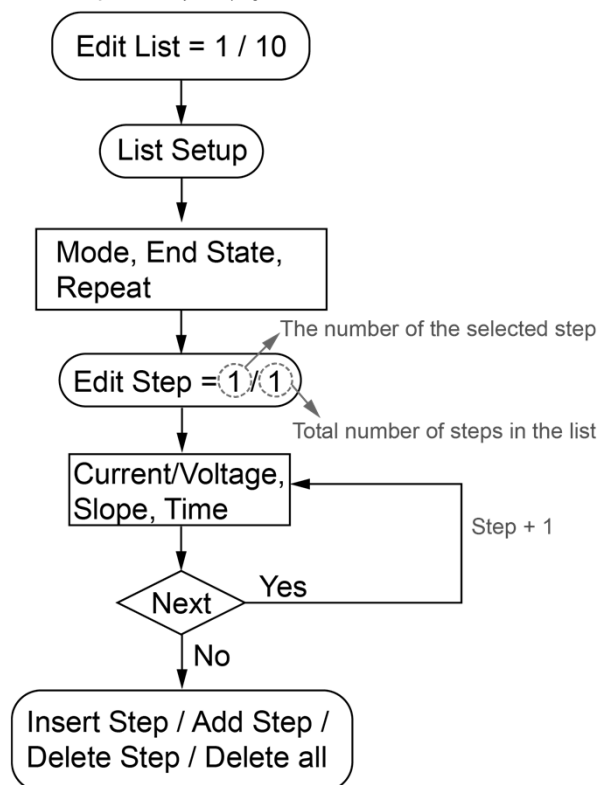 Edit List = 1 / 10
List Setup
Mode, End State,
Repeat
The number of the selected step
Edit Step = 1 / 1
Total number of steps in the list
Current/Voltage,
Slope, Time
Step + 1
Next
Yes
No
Insert Step / Add Step /
Delete Step / Delete all